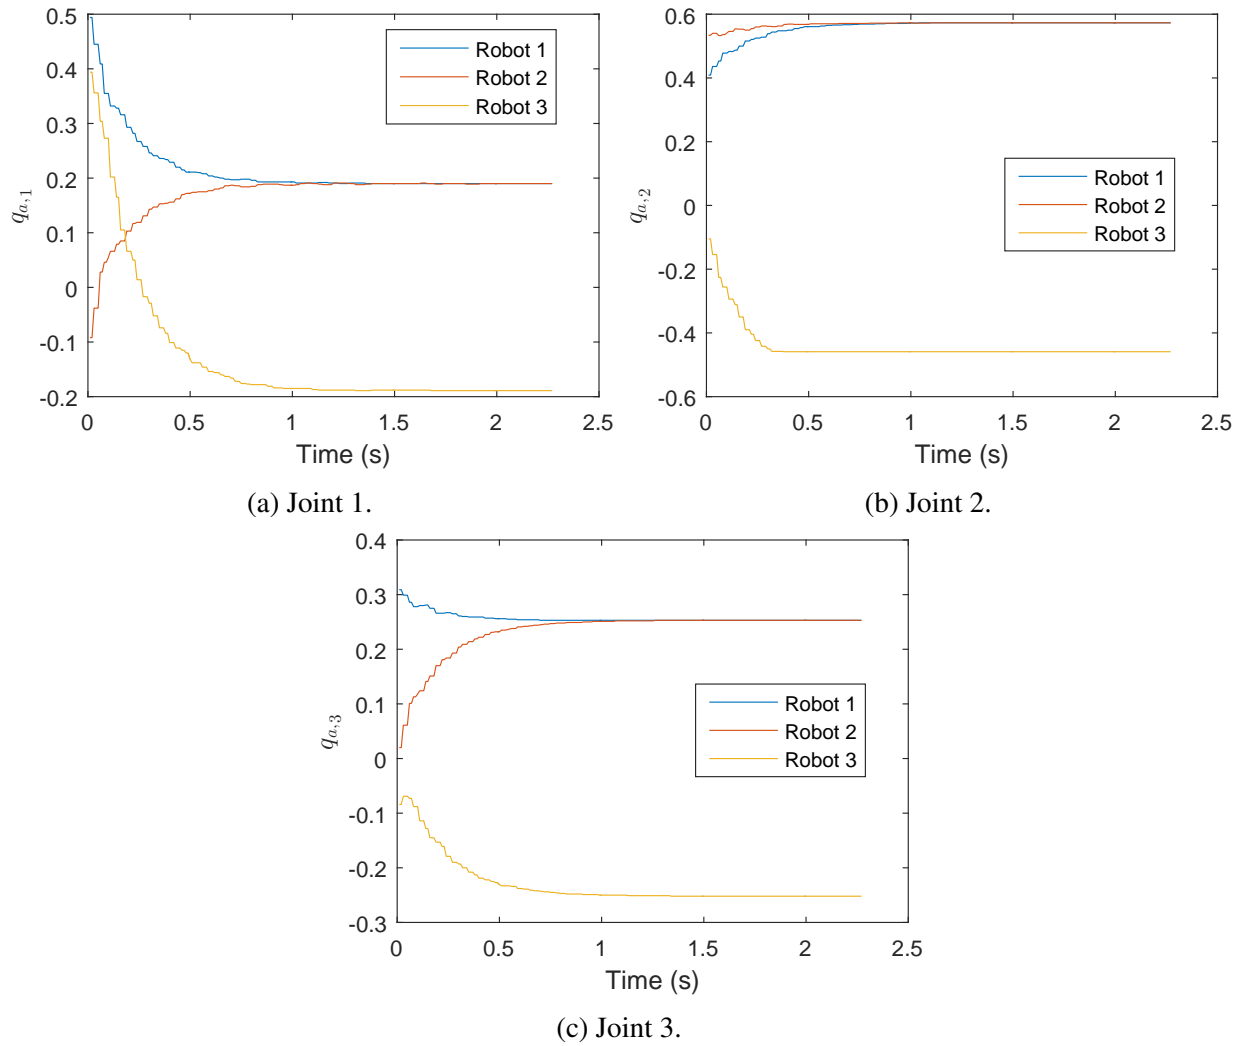 0.5
0.4
0.3
0.2
0.1
0
-0.1
-0.2
q_{a,1}
Robot 1
Robot 2
Robot 3
0 0.5 1 1.5 2 2.5
Time (s)
(a) Joint 1.
0.6
0.4
0.2
0
-0.2
-0.4
-0.6
q_{a,2}
Robot 1
Robot 2
Robot 3
0 0.5 1 1.5 2 2.5
Time (s)
(b) Joint 2.
0.4
0.3
0.2
0.1
0
-0.1
-0.2
-0.3
q_{a,3}
Robot 1
Robot 2
Robot 3
0 0.5 1 1.5 2 2.5
Time (s)
(c) Joint 3.